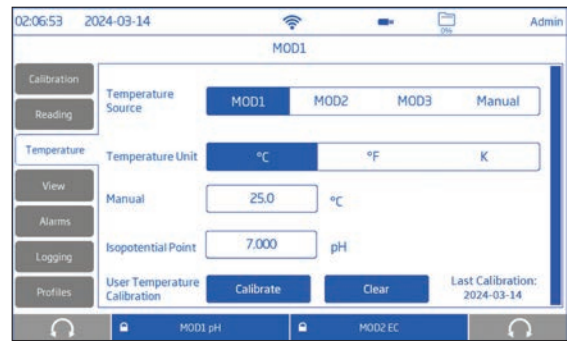 02:06:53 2024-03-14 0% Admin
MOD1
Calibration
Reading
Temperature
View
Alarms
Logging
Profiles
Temperature
Source
MOD1 MOD2 MOD3 Manual
Temperature Unit °C °F K
Manual 25.0 °C
Isopotential Point 7.000 pH
User Temperature
Calibration
Calibrate Clear
Last Calibration:
2024-03-14
MOD1 pH MOD2 EC